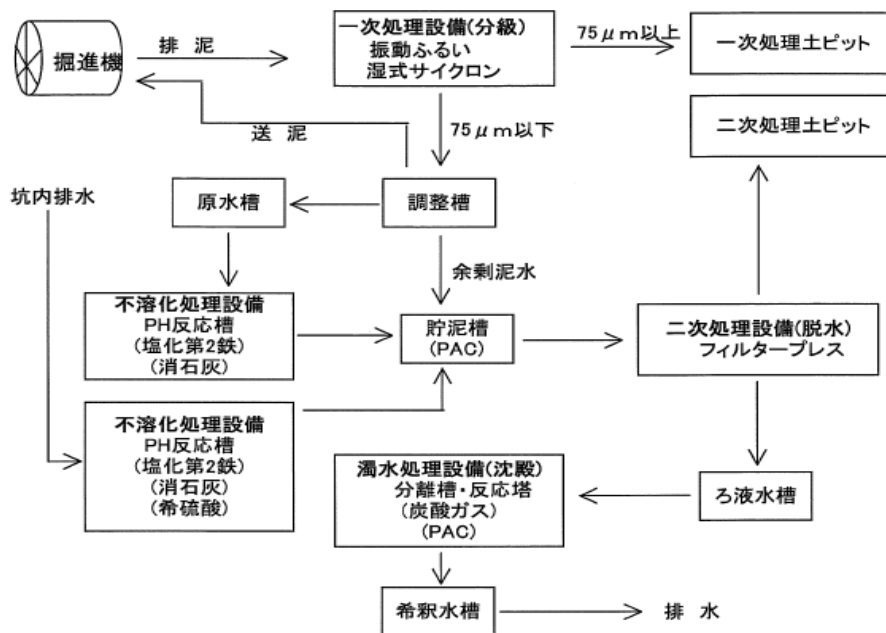 掘進機
排 泥
一次処理設備(分級)
振動ふるい
湿式サイクロン
75μm以上
一次処理土ピット
二次処理土ピット
送泥
75μm以下
坑内排水
原水槽
調整槽
余剰泥水
不溶化処理設備
PH反応槽
(塩化第2鉄)
(消石灰)
貯泥槽
(PAC)
二次処理設備(脱水)
フィルタープレス
不溶化処理設備
PH反応槽
(塩化第2鉄)
(消石灰)
(希硫酸)
濁水処理設備(沈殿)
分離槽・反応塔
(炭酸ガス)
(PAC)
ろ液水槽
希釈水槽
排 水